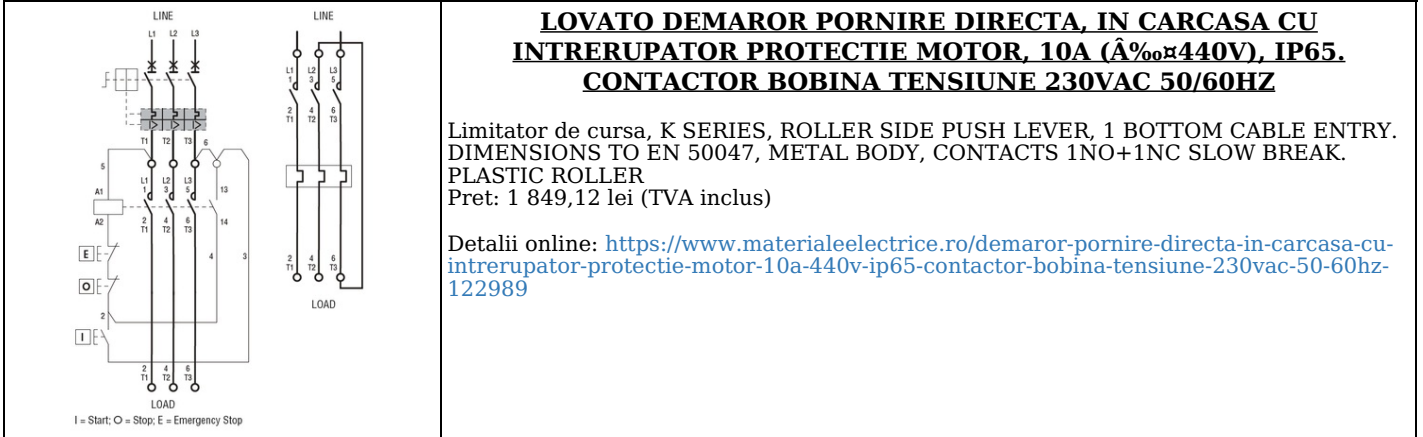 LINE
L1 L2 L3
T1 T2 T3 6
5
L1 L2 L3
1 3 5 13
A1
A2
2 4 6 14
T1 T2 T3
E
4 3
O
2
I
2 4 6
T1 T2 T3
LOAD
I = Start; O = Stop; E = Emergency Stop
LINE
L1 L2 L3
1 3 5
2 4 6
T1 T2 T3
2 4 6
T1 T2 T3
LOAD
LOVATO DEMAROR PORNIRE DIRECTA, IN CARCASA CU
INTRERUPATOR PROTECTIE MOTOR, 10A (Â‰¤440V), IP65.
CONTACTOR BOBINA TENSIUNE 230VAC 50/60HZ
Limitator de cursa, K SERIES, ROLLER SIDE PUSH LEVER, 1 BOTTOM CABLE ENTRY.
DIMENSIONS TO EN 50047, METAL BODY, CONTACTS 1NO+1NC SLOW BREAK.
PLASTIC ROLLER
Pret: 1 849,12 lei (TVA inclus)
Detalii online: https://www.materialeelectrice.ro/demaror-pornire-directa-in-carcasa-cu-
intrerupator-protectie-motor-10a-440v-ip65-contactor-bobina-tensiune-230vac-50-60hz-
122989